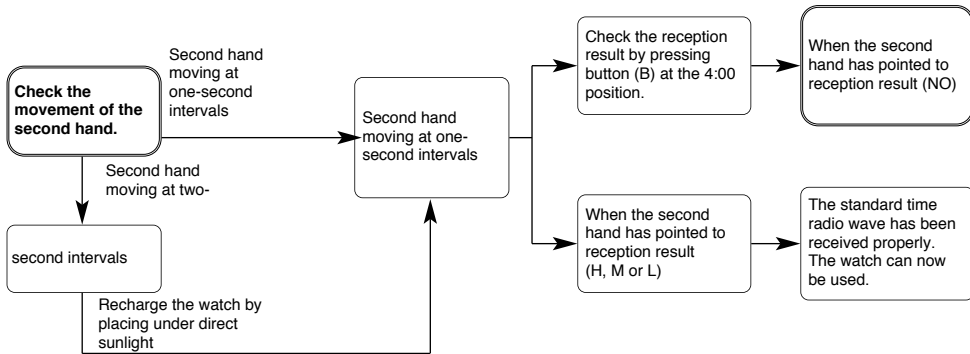 Check the
movement of the
second hand.
Second hand
moving at
one-second
intervals
Second hand
moving at two-
second intervals
Recharge the watch by
placing under direct
sunlight
Second hand
moving at one-
second intervals
Check the reception
result by pressing
button (B) at the 4:00
position.
When the second
hand has pointed to
reception result (NO)
When the second
hand has pointed to
reception result
(H, M or L)
The standard time
radio wave has been
received properly.
The watch can now
be used.